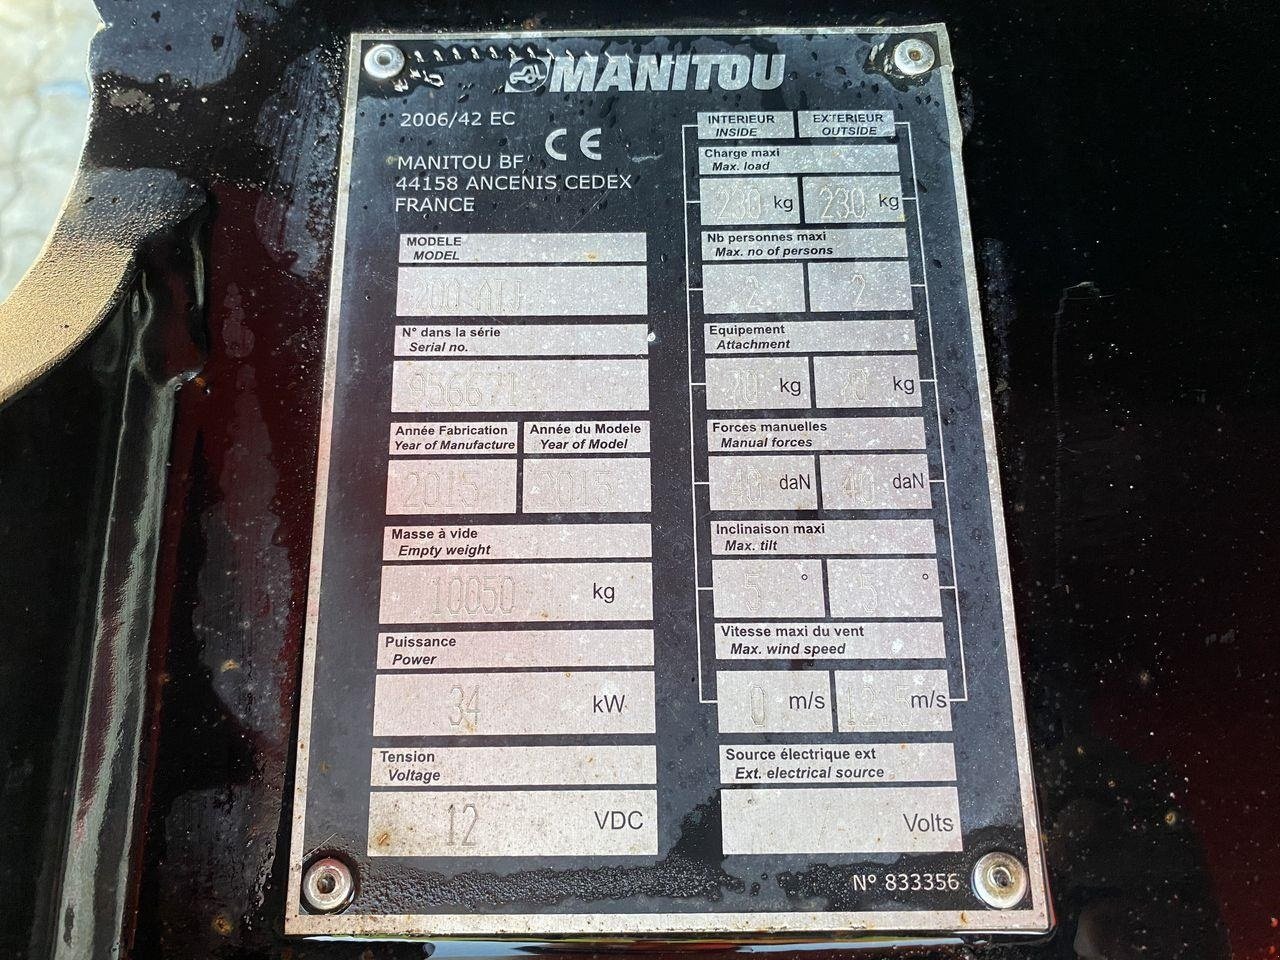 MANITOU
2006/42 EC
CE
MANITOU BF
44158 ANCENIS CEDEX
FRANCE
MODELE
MODEL
200 ATJ
N° dans la série
Serial no.
956671
Année Fabrication
Year of Manufacture
2015
Année du Modele
Year of Model
2015
Masse à vide
Empty weight
10050 kg
Puissance
Power
34 kW
Tension
Voltage
12 VDC
INTERIEUR
INSIDE
EXTERIEUR
OUTSIDE
Charge maxi
Max. load
230 kg 230 kg
Nb personnes maxi
Max. no of persons
2 2
Equipement
Attachment
kg kg
Forces manuelles
Manual forces
40 daN 40 daN
Inclinaison maxi
Max. tilt
5 ° 5 °
Vitesse maxi du vent
Max. wind speed
0 m/s 12.5 m/s
Source électrique ext
Ext. electrical source
Volts
N° 833356